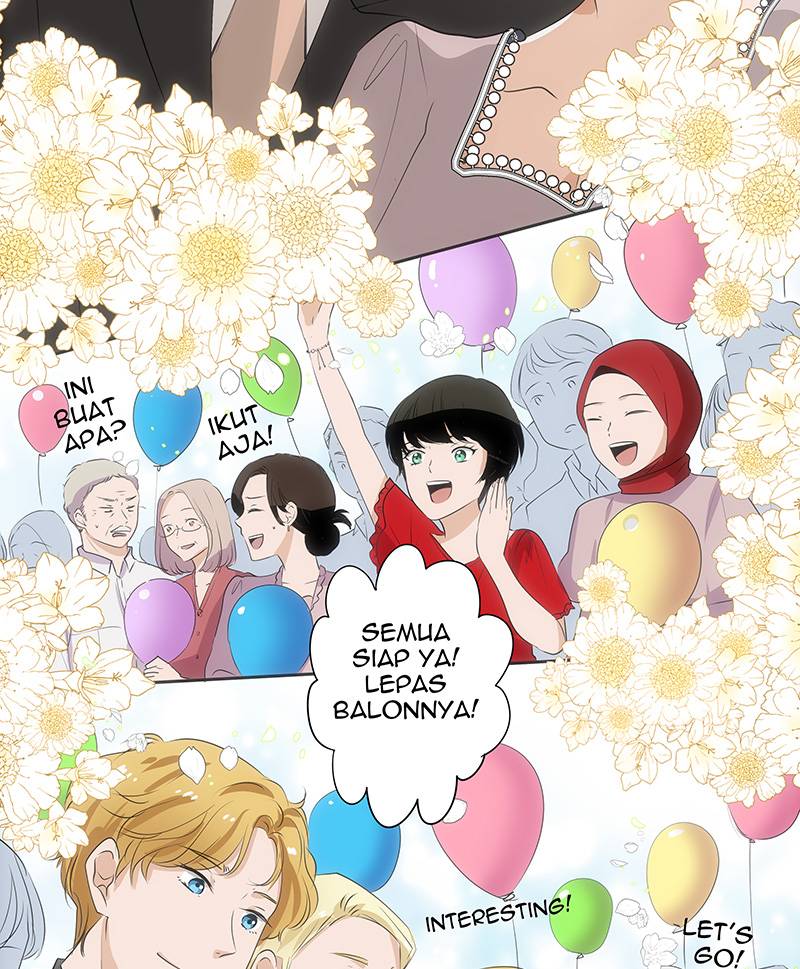 INI
BUAT
APA?
IKUT
AJA!
SEMUA
SIAP YA!
LEPAS
BALONNYA!
INTERESTING!
LET'S
GO!